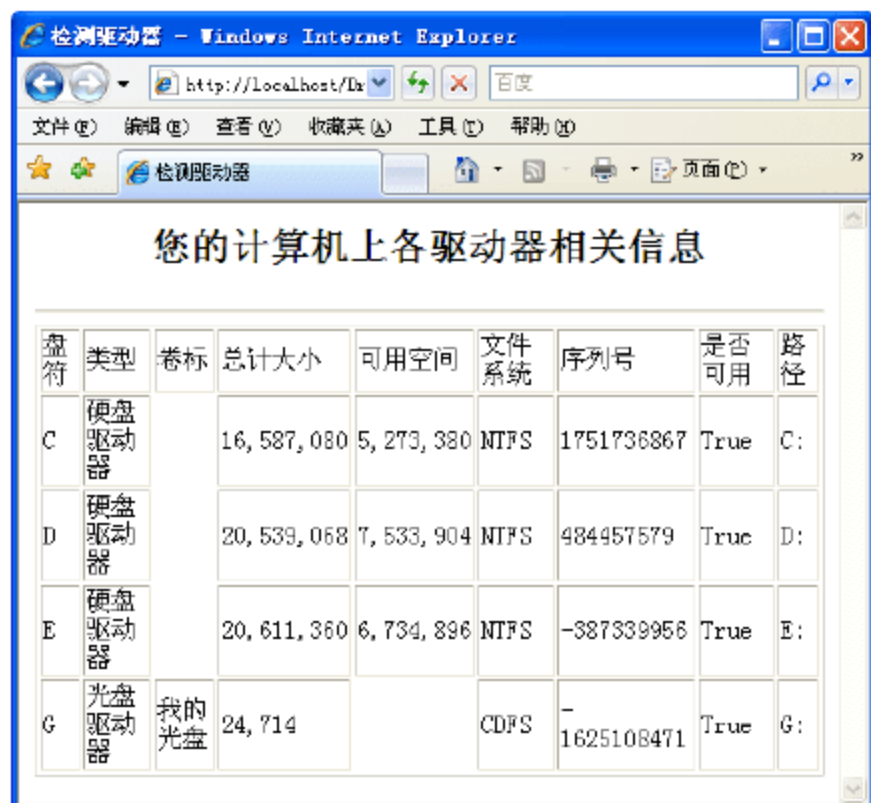 检测驱动器 - Windows Internet Explorer
http://localhost/Dr 百度
文件(F) 编辑(E) 查看(V) 收藏夹(A) 工具(T) 帮助(H)
检测驱动器 页面(P) »
您的计算机上各驱动器相关信息
盘符 类型 卷标 总计大小 可用空间 文件系统 序列号 是否可用 路径
C 硬盘驱动器 16,587,080 5,273,380 NTFS 1751736867 True C:
D 硬盘驱动器 20,539,068 7,533,904 NTFS 484457579 True D:
E 硬盘驱动器 20,611,360 6,734,896 NTFS -387339956 True E:
G 光盘驱动器 我的光盘 24,714 CDFS -1625108471 True G: